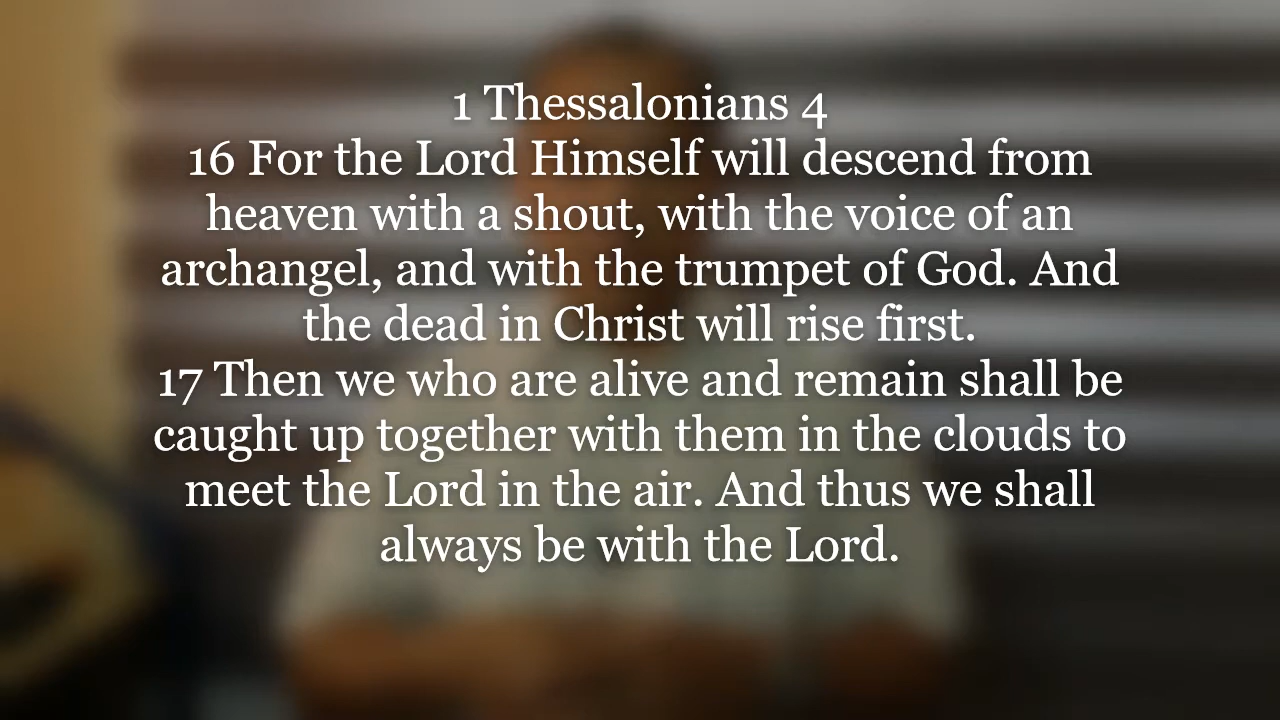 1 Thessalonians 4
16 For the Lord Himself will descend from
heaven with a shout, with the voice of an
archangel, and with the trumpet of God. And
the dead in Christ will rise first.
17 Then we who are alive and remain shall be
caught up together with them in the clouds to
meet the Lord in the air. And thus we shall
always be with the Lord.